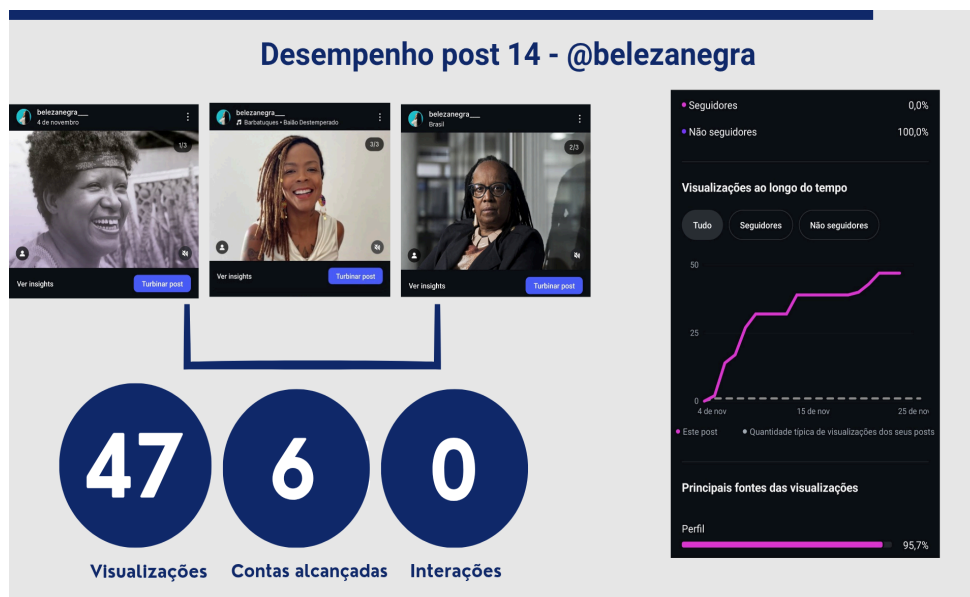 Desempenho post 14 - @belezanegra
belezanegra___
4 de novembro
1/3
Ver insights
Turbinar post
belezanegra___
Barbatuques • Baião Destemperado
3/3
Ver insights
Turbinar post
belezanegra___
Brasil
2/3
Ver insights
Turbinar post
47
Visualizações
6
Contas alcançadas
0
Interações
Seguidores
0,0%
Não seguidores
100,0%
Visualizações ao longo do tempo
Tudo
Seguidores
Não seguidores
50
25
0
4 de nov
15 de nov
25 de nov
Este post
Quantidade típica de visualizações dos seus posts
Principais fontes das visualizações
Perfil
95,7%